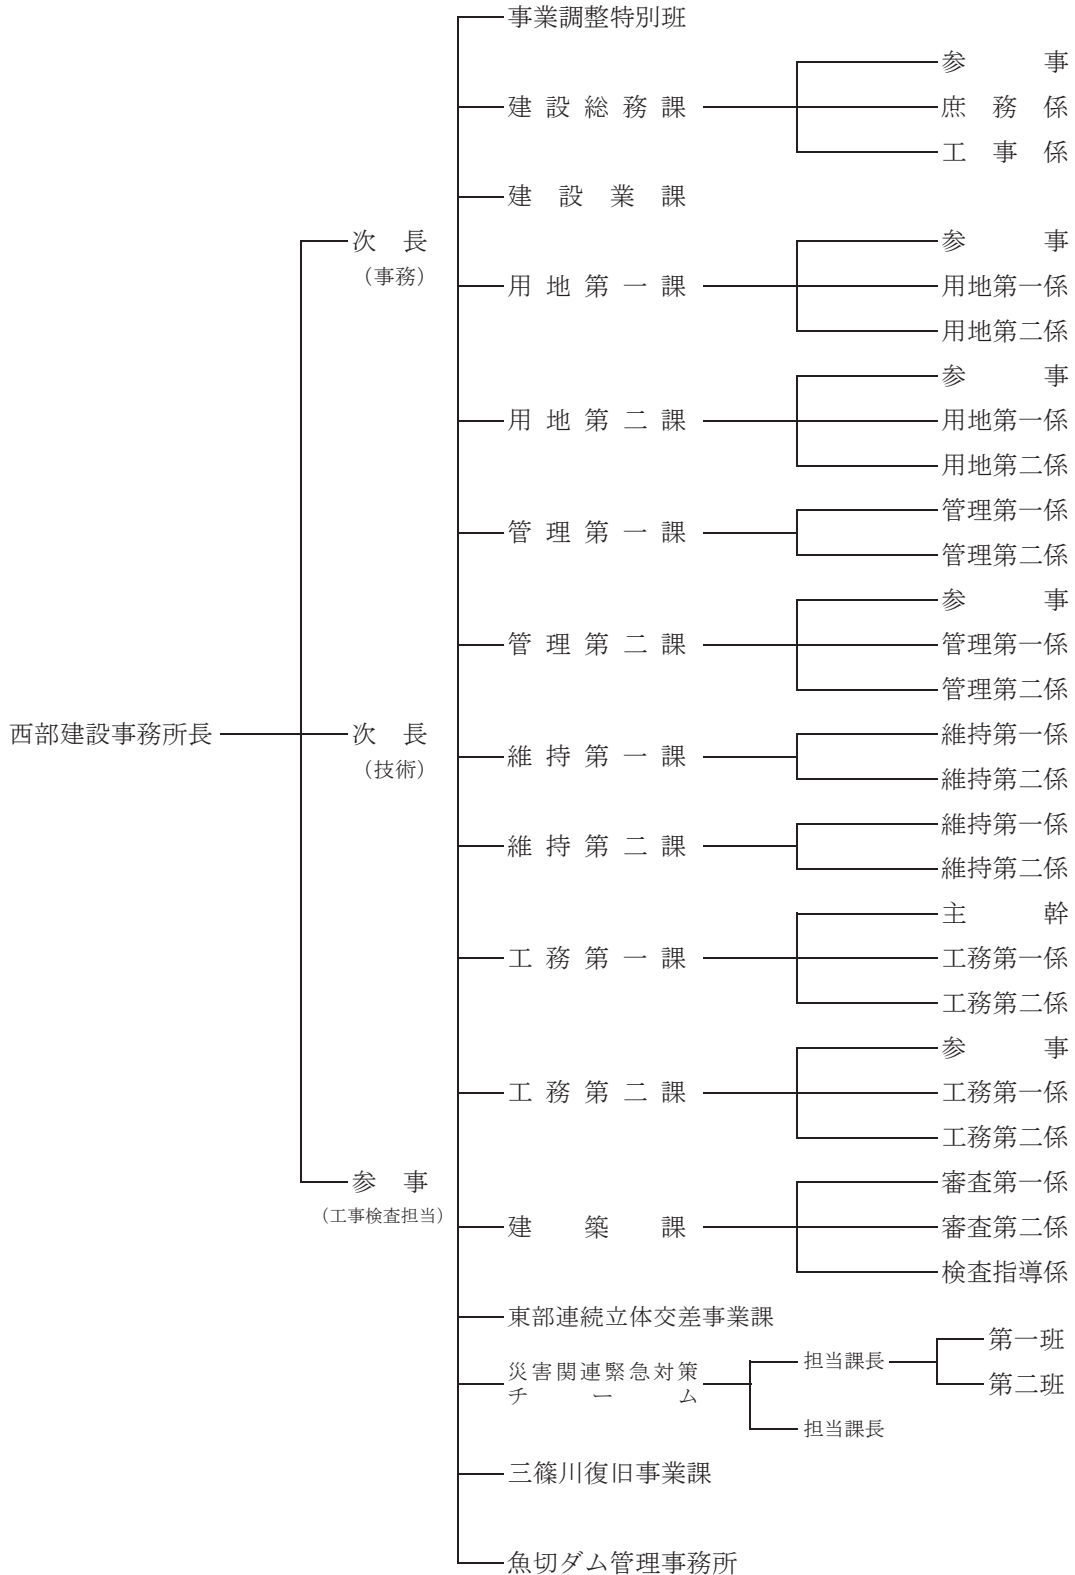 西部建設事務所長
次長
（事務）
次長
（技術）
参事
（工事検査担当）
事業調整特別班
建設総務課
参事
庶務係
工事係
建設業課
用地第一課
参事
用地第一係
用地第二係
用地第二課
参事
用地第一係
用地第二係
管理第一課
管理第一係
管理第二係
管理第二課
参事
管理第一係
管理第二係
維持第一課
維持第一係
維持第二係
維持第二課
維持第一係
維持第二係
工務第一課
主幹
工務第一係
工務第二係
工務第二課
参事
工務第一係
工務第二係
建築課
審査第一係
審査第二係
検査指導係
東部連続立体交差事業課
災害関連緊急対策
チーム
担当課長
第一班
第二班
担当課長
三篠川復旧事業課
魚切ダム管理事務所